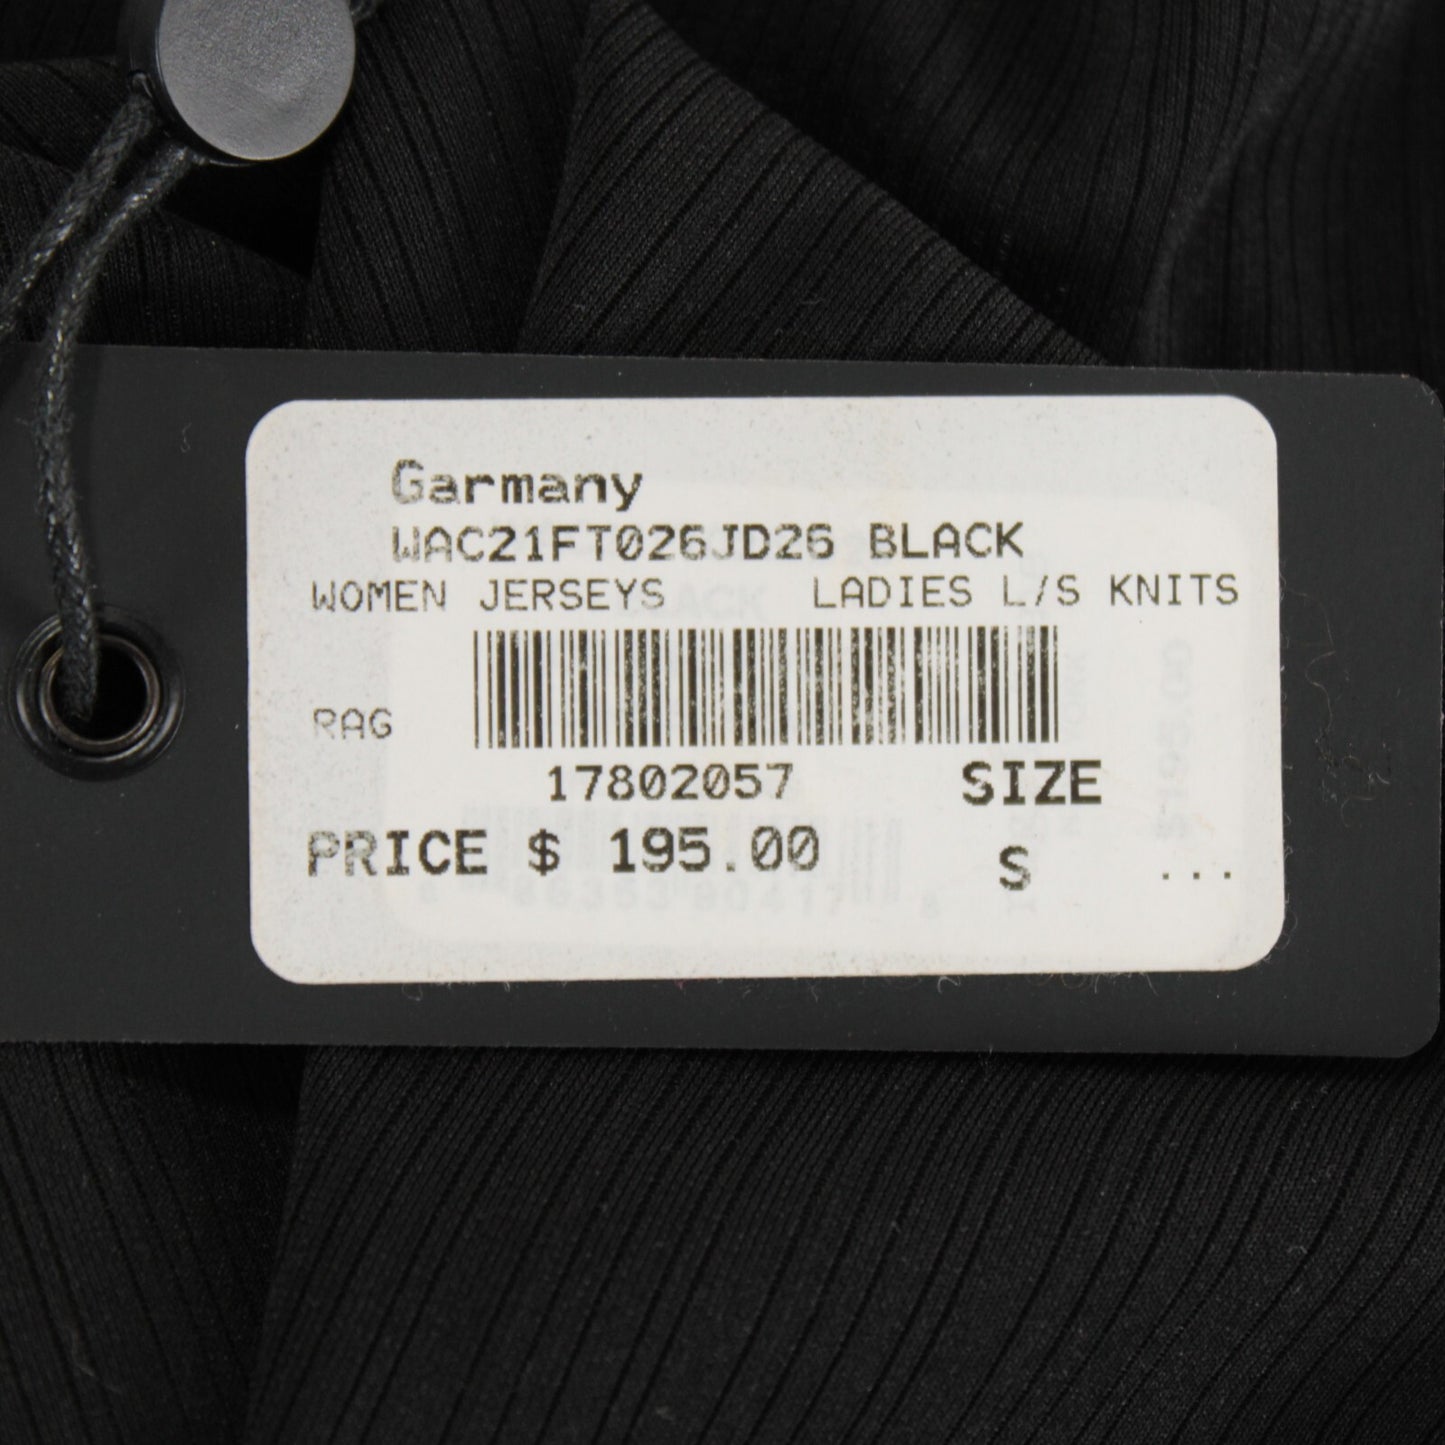 Garmany
WAC21FT026JD26 BLACK
WOMEN JERSEYS LADIES L/S KNITS
RAG
17802057 SIZE
PRICE $ 195.00 S ...